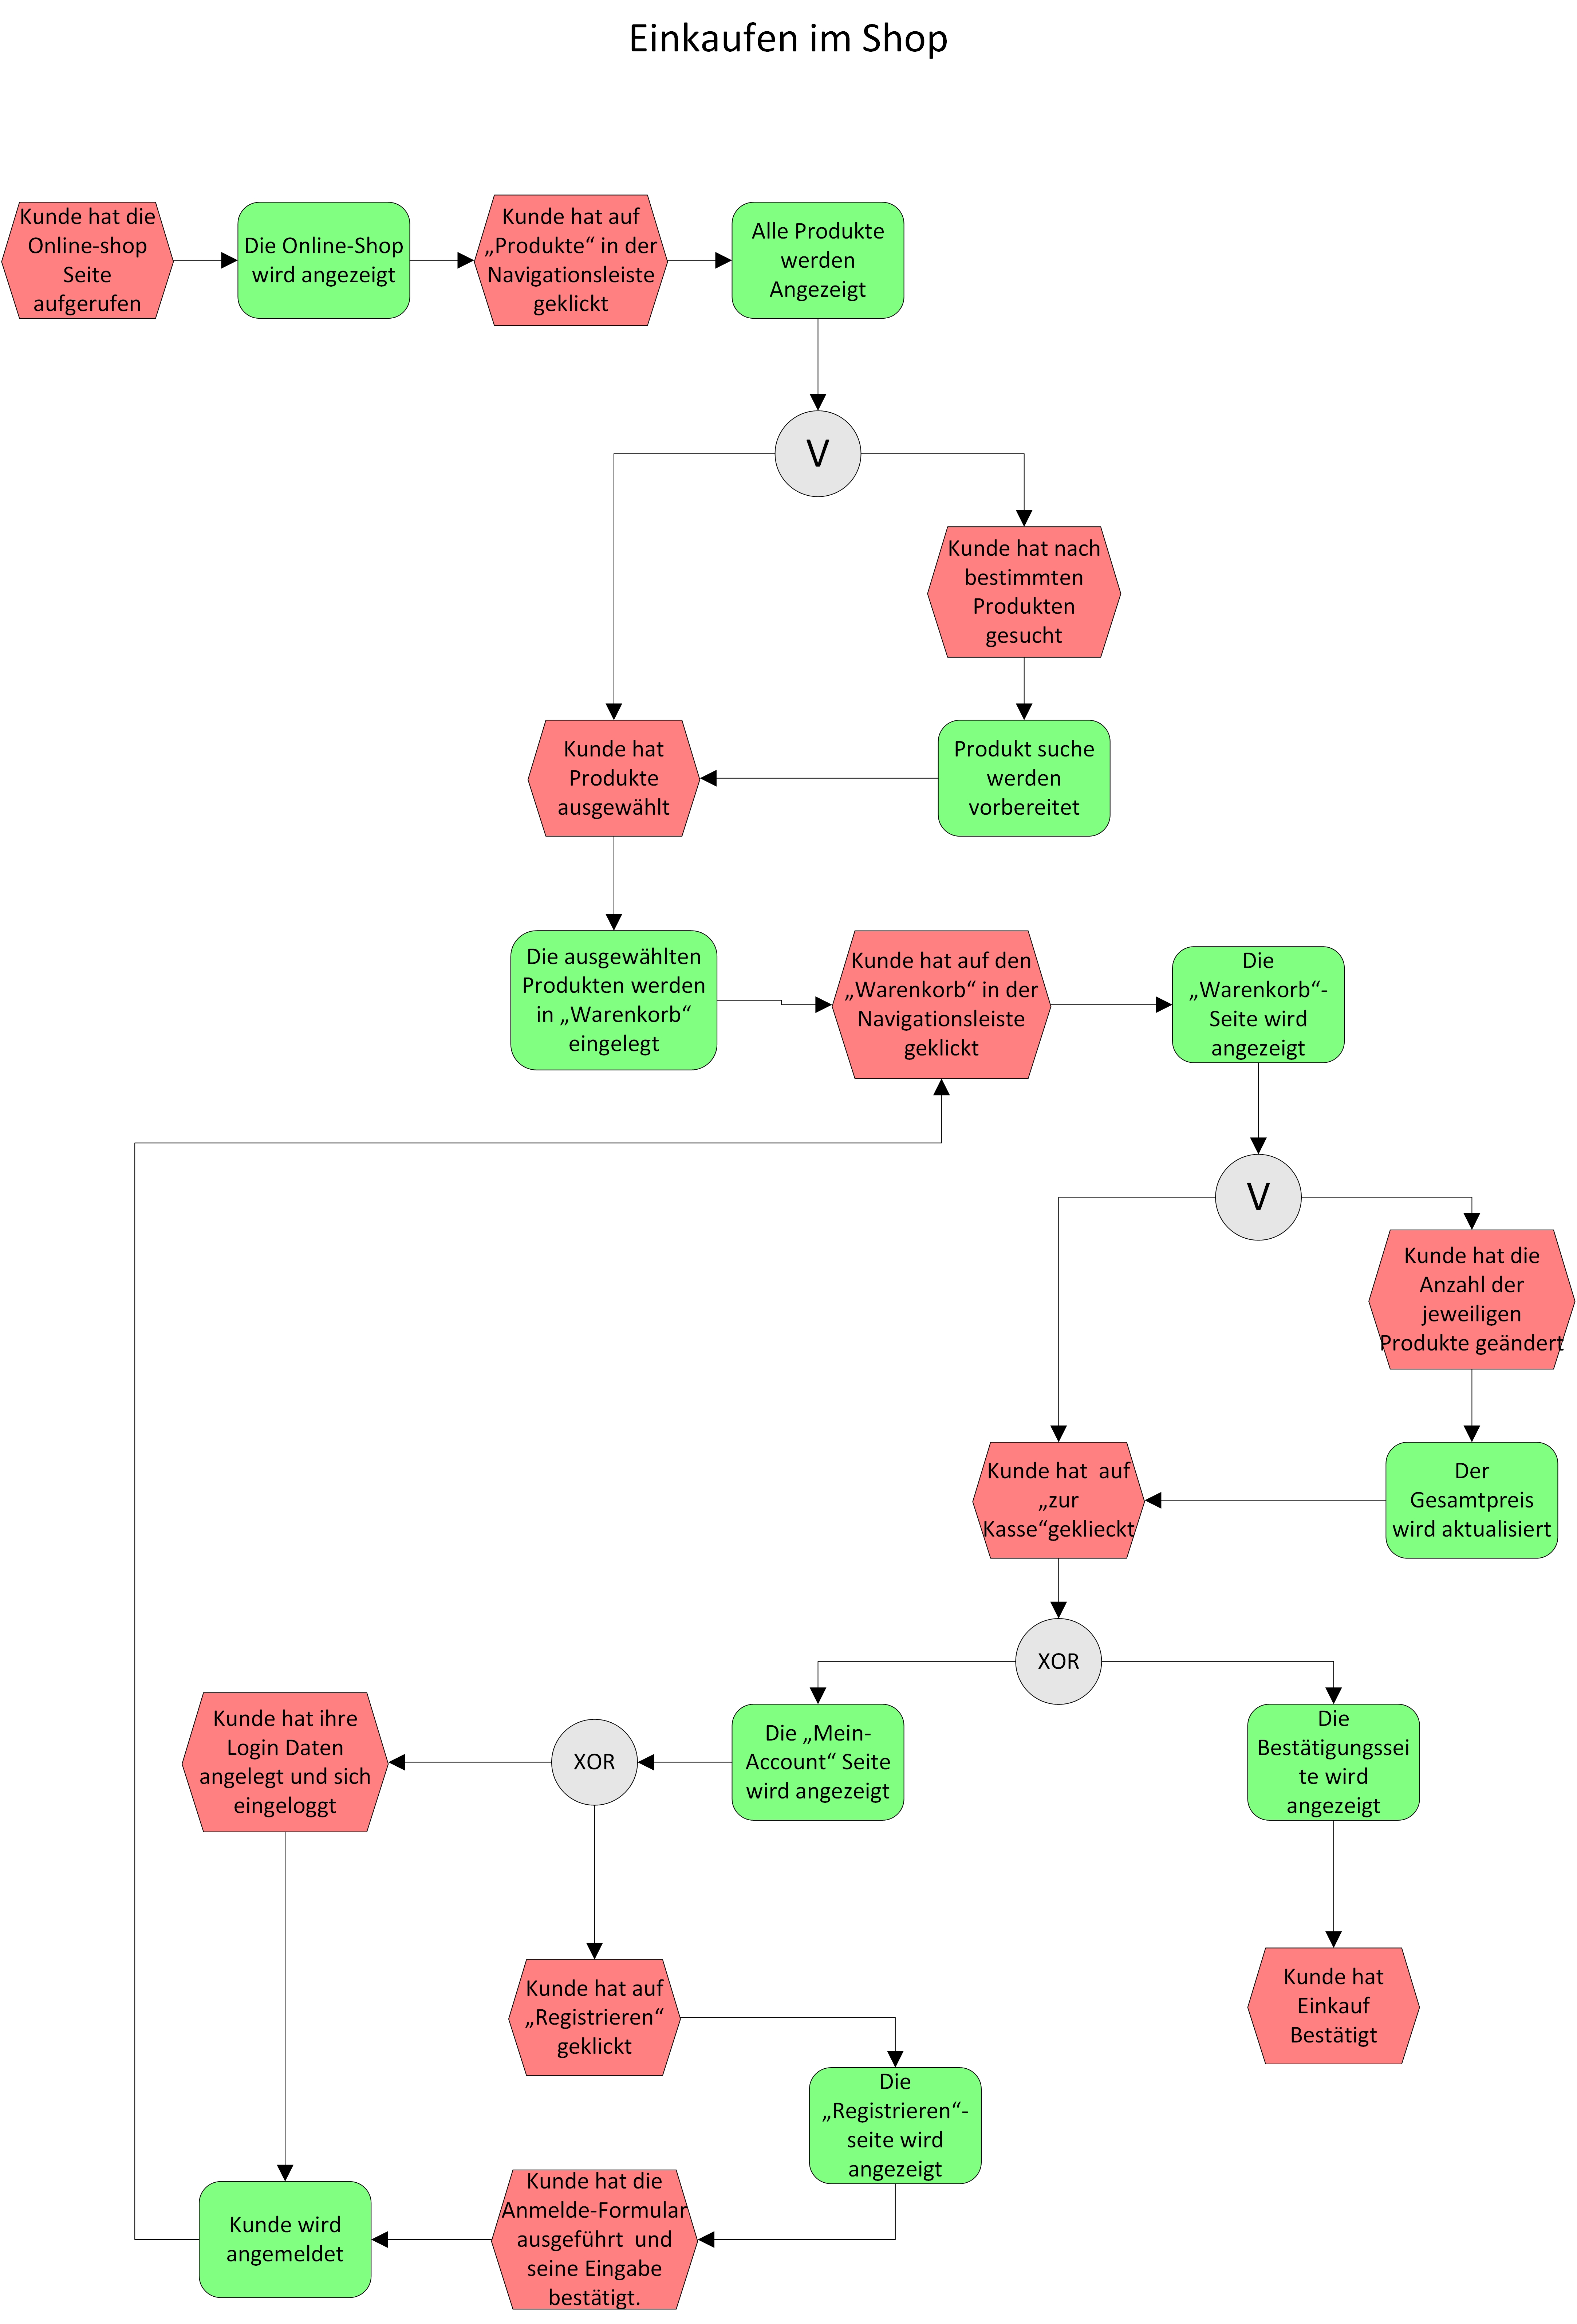 Einkaufen im Shop
Kunde hat die
Online-shop
Seite
aufgerufen
Die Online-Shop
wird angezeigt
Kunde hat auf
„Produkte“ in der
Navigationsleiste
geklickt
Alle Produkte
werden
Angezeigt
V
Kunde hat nach
bestimmten
Produkten
gesucht
Kunde hat
Produkte
ausgewählt
Produkt suche
werden
vorbereitet
Die ausgewählten
Produkten werden
in „Warenkorb“
eingelegt
Kunde hat auf den
„Warenkorb“ in der
Navigationsleiste
geklickt
Die
„Warenkorb“-
Seite wird
angezeigt
V
Kunde hat die
Anzahl der
jeweiligen
Produkte geändert
Kunde hat  auf
„zur
Kasse“geklieckt
Der
Gesamtpreis
wird aktualisiert
XOR
Kunde hat ihre
Login Daten
angelegt und sich
eingeloggt
XOR
Die „Mein-
Account“ Seite
wird angezeigt
Die
Bestätigungssei
te wird
angezeigt
Kunde hat auf
„Registrieren“
geklickt
Kunde hat
Einkauf
Bestätigt
Die
„Registrieren“-
seite wird
angezeigt
Kunde wird
angemeldet
Kunde hat die
Anmelde-Formular
ausgeführt  und
seine Eingabe
bestätigt.